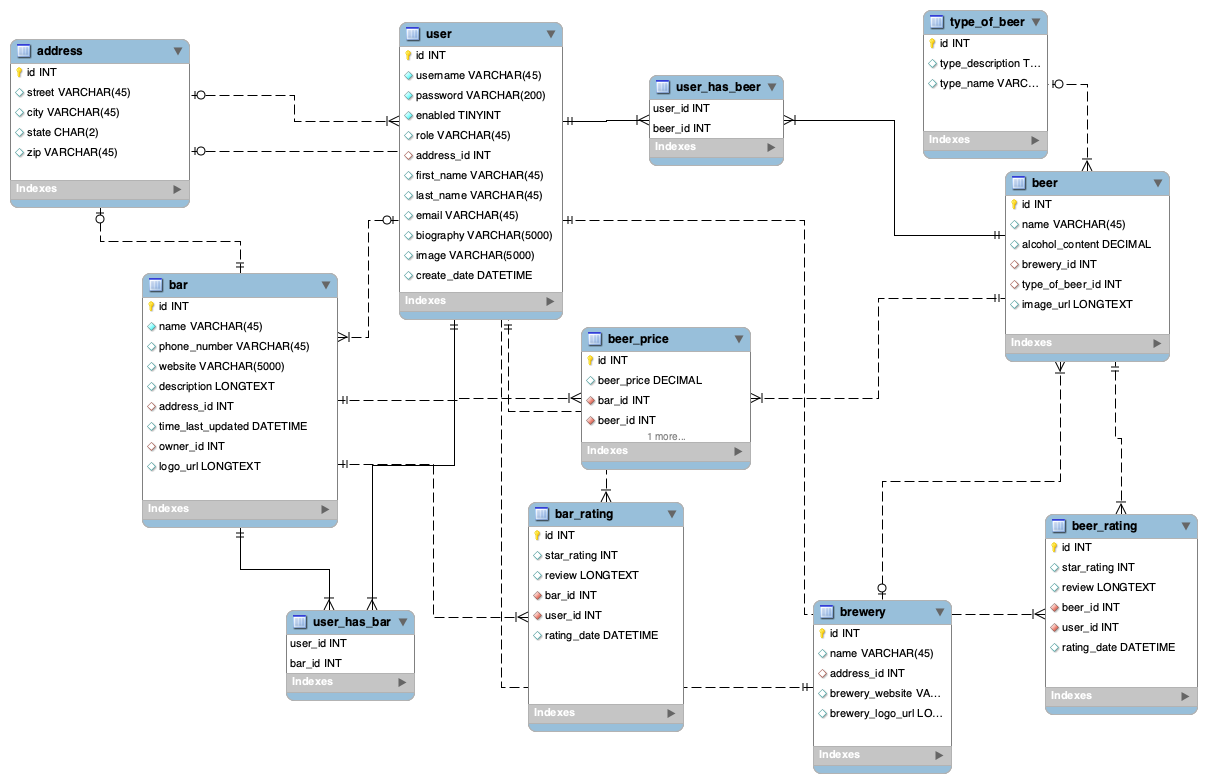 address
id INT
street VARCHAR(45)
city VARCHAR(45)
state CHAR(2)
zip VARCHAR(45)
Indexes
user
id INT
username VARCHAR(45)
password VARCHAR(200)
enabled TINYINT
role VARCHAR(45)
address_id INT
first_name VARCHAR(45)
last_name VARCHAR(45)
email VARCHAR(45)
biography VARCHAR(5000)
image VARCHAR(5000)
create_date DATETIME
Indexes
user_has_beer
user_id INT
beer_id INT
Indexes
type_of_beer
id INT
type_description T...
type_name VARC...
Indexes
beer
id INT
name VARCHAR(45)
alcohol_content DECIMAL
brewery_id INT
type_of_beer_id INT
image_url LONGTEXT
Indexes
bar
id INT
name VARCHAR(45)
phone_number VARCHAR(45)
website VARCHAR(5000)
description LONGTEXT
address_id INT
time_last_updated DATETIME
owner_id INT
logo_url LONGTEXT
Indexes
beer_price
id INT
beer_price DECIMAL
bar_id INT
beer_id INT
1 more...
Indexes
bar_rating
id INT
star_rating INT
review LONGTEXT
bar_id INT
user_id INT
rating_date DATETIME
Indexes
beer_rating
id INT
star_rating INT
review LONGTEXT
beer_id INT
user_id INT
rating_date DATETIME
Indexes
user_has_bar
user_id INT
bar_id INT
Indexes
brewery
id INT
name VARCHAR(45)
address_id INT
brewery_website VA...
brewery_logo_url LO...
Indexes